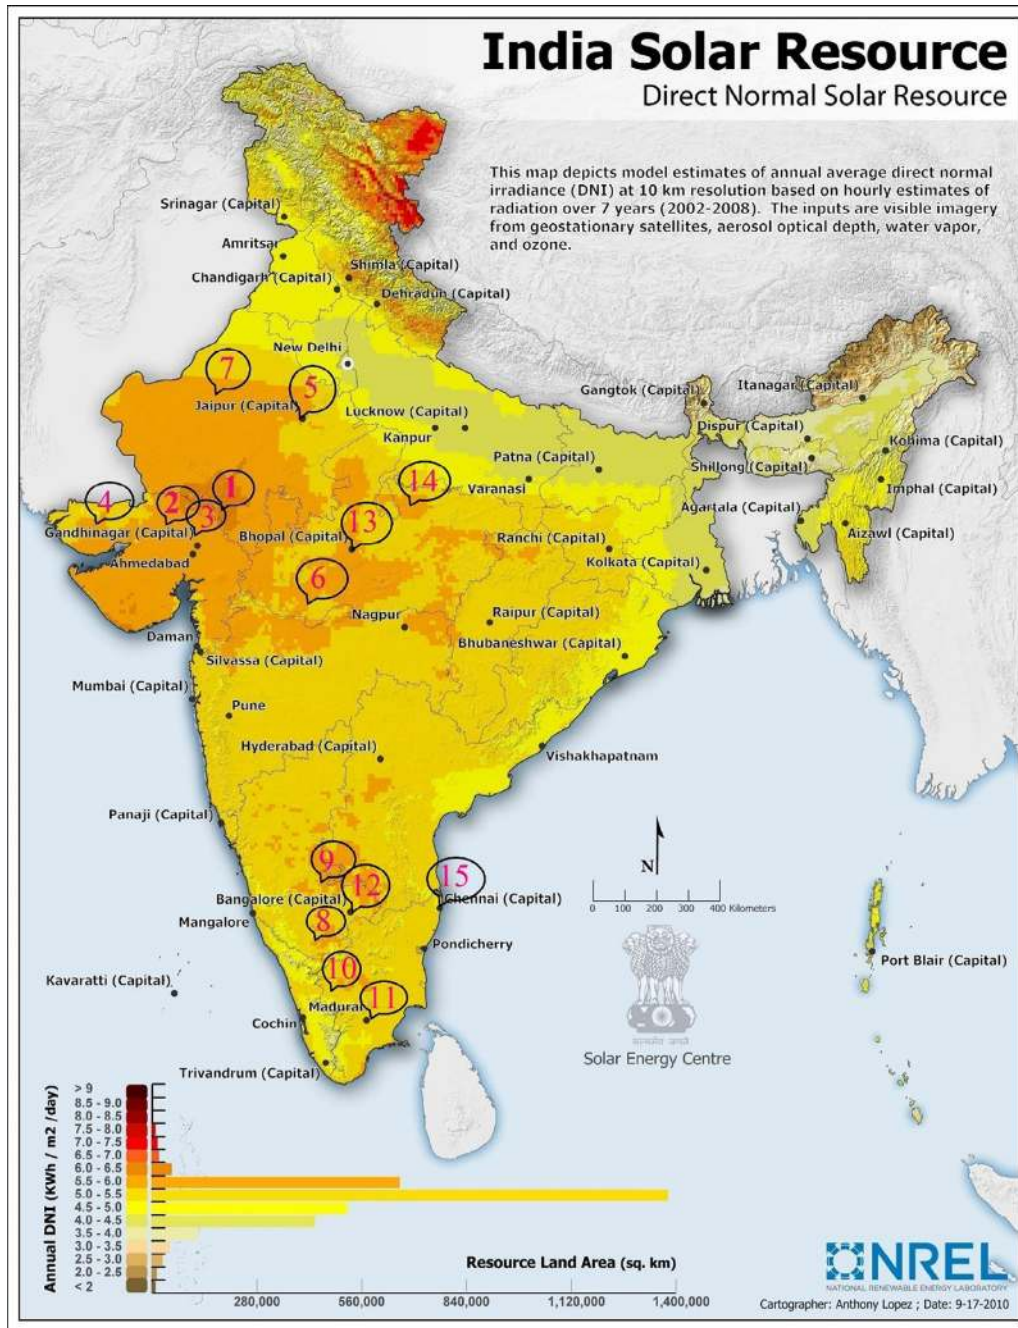 India Solar Resource
Direct Normal Solar Resource
This map depicts model estimates of annual average direct normal
irradiance (DNI) at 10 km resolution based on hourly estimates of
radiation over 7 years (2002-2008). The inputs are visible imagery
from geostationary satellites, aerosol optical depth, water vapor,
and ozone.
Srinagar (Capital)
Amritsar
Shimla (Capital)
Chandigarh (Capital)
Dehradun (Capital)
New Delhi
7
5
Jaipur (Capital)
Lucknow (Capital)
Kanpur
Gangtok (Capital)
Itanagar (Capital)
Dispur (Capital)
Kohima (Capital)
Patna (Capital)
Shillong (Capital)
Varanasi
Imphal (Capital)
14
1
4
2
3
13
Agartala (Capital)
Aizawl (Capital)
Gandhinagar (Capital)
Bhopal (Capital)
Ranchi (Capital)
Ahmedabad
Kolkata (Capital)
6
Nagpur
Raipur (Capital)
Daman
Bhubaneshwar (Capital)
Silvassa (Capital)
Mumbai (Capital)
Pune
Hyderabad (Capital)
Vishakhapatnam
Panaji (Capital)
N
9
12
15
Bangalore (Capital)
Chennai (Capital)
0 100 200 300 400 Kilometers
Mangalore
8
Pondicherry
10
Kavaratti (Capital)
Port Blair (Capital)
11
Madurai
Cochin
सत्यमेव जयते
Solar Energy Centre
Trivandrum (Capital)
Annual DNI (KWh / m2 /day)
> 9
8.5 - 9.0
8.0 - 8.5
7.5 - 8.0
7.0 - 7.5
6.5 - 7.0
6.0 - 6.5
5.5 - 6.0
5.0 - 5.5
4.5 - 5.0
4.0 - 4.5
3.5 - 4.0
3.0 - 3.5
2.5 - 3.0
2.0 - 2.5
< 2
Resource Land Area (sq. km)
280,000 560,000 840,000 1,120,000 1,400,000
NREL
NATIONAL RENEWABLE ENERGY LABORATORY
Cartographer: Anthony Lopez ; Date: 9-17-2010